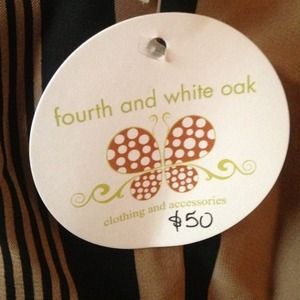 fourth and white oak
clothing and accessories
$50